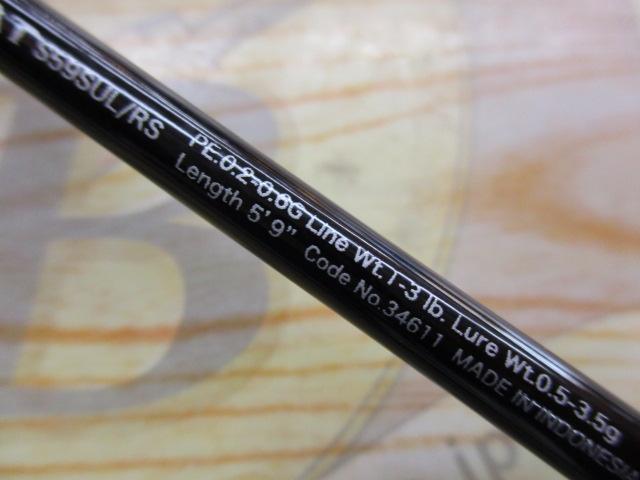 S59SUL/RS PE.0.2-0.6G Line Wt.1-3 lb. Lure Wt.0.5-3.5g
Length 5'9" Code No.34611 MADE IN INDONESIA
B
jp